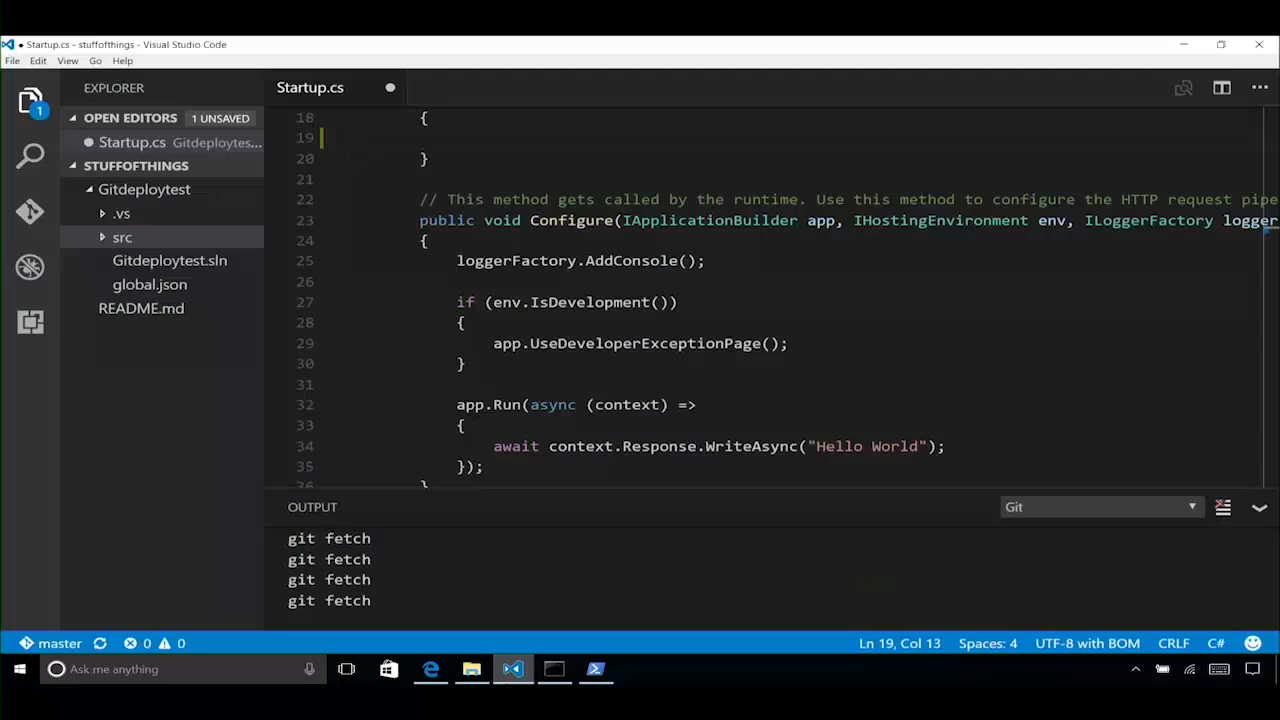 ● Startup.cs - stuffofthings - Visual Studio Code
File Edit View Go Help
1
EXPLORER
OPEN EDITORS 1 UNSAVED
Startup.cs Gitdeploytes...
STUFFOFTHINGS
Gitdeploytest
.vs
src
Gitdeploytest.sln
global.json
README.md
Startup.cs
18 {
19
20 }
21
22 // This method gets called by the runtime. Use this method to configure the HTTP request pipe
23 public void Configure(IApplicationBuilder app, IHostingEnvironment env, ILoggerFactory logge
24 {
25 loggerFactory.AddConsole();
26
27 if (env.IsDevelopment())
28 {
29 app.UseDeveloperExceptionPage();
30 }
31
32 app.Run(async (context) =>
33 {
34 await context.Response.WriteAsync("Hello World");
35 });
36 }
OUTPUT
Git
git fetch
git fetch
git fetch
git fetch
master 0 0
Ln 19, Col 13 Spaces: 4 UTF-8 with BOM CRLF C#
Ask me anything